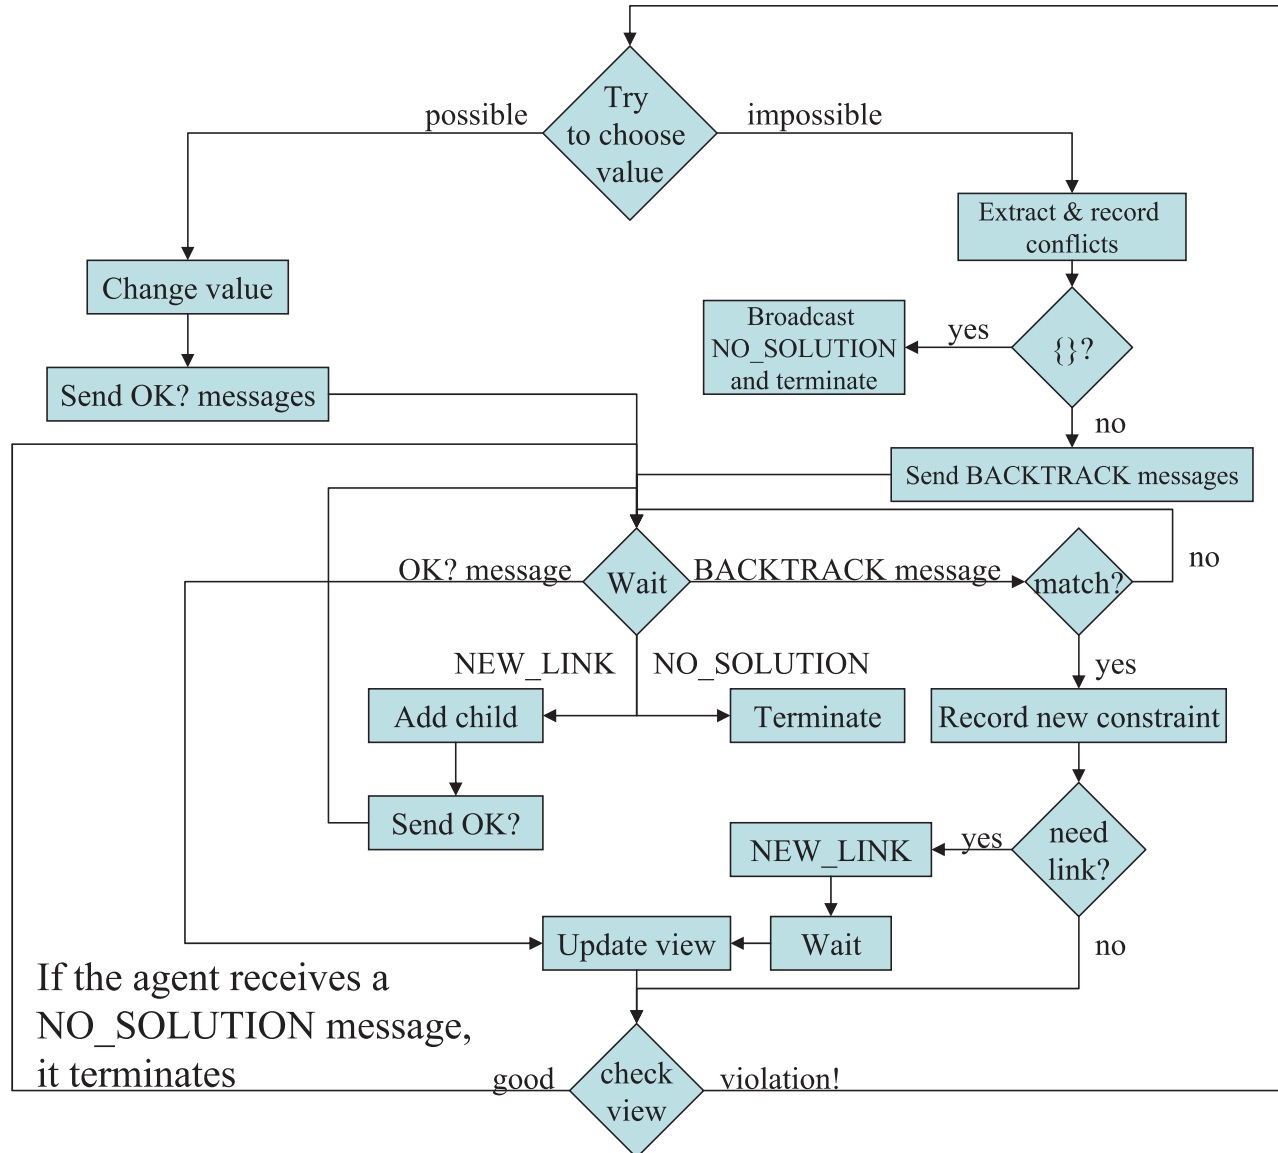 Try
to choose
value
possible
impossible
Extract & record
conflicts
Change value
Broadcast
NO_SOLUTION
and terminate
yes
{}?
Send OK? messages
no
Send BACKTRACK messages
OK? message
Wait
BACKTRACK message
match?
no
NEW_LINK
NO_SOLUTION
yes
Add child
Terminate
Record new constraint
Send OK?
NEW_LINK
yes
need
link?
Update view
Wait
no
If the agent receives a
NO_SOLUTION message,
it terminates
good
check
view
violation!